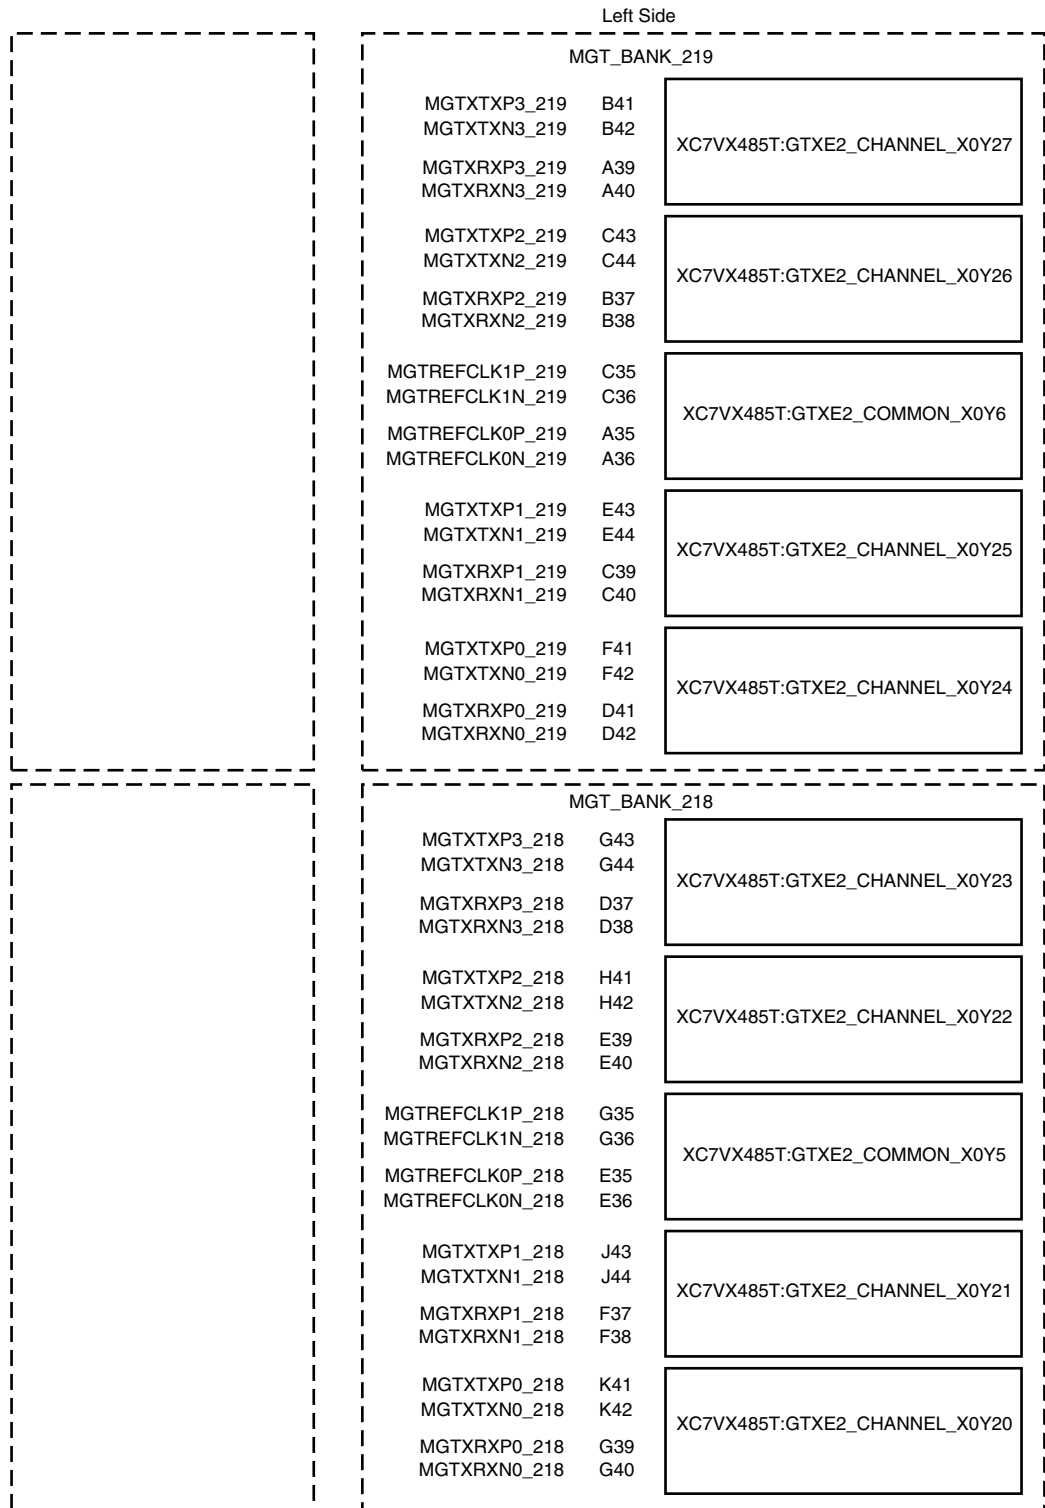 Left Side
MGT_BANK_219
MGTXTXP3_219 B41
MGTXTXN3_219 B42
XC7VX485T:GTXE2_CHANNEL_X0Y27
MGTXRXP3_219 A39
MGTXRXN3_219 A40
MGTXTXP2_219 C43
MGTXTXN2_219 C44
XC7VX485T:GTXE2_CHANNEL_X0Y26
MGTXRXP2_219 B37
MGTXRXN2_219 B38
MGTREFCLK1P_219 C35
MGTREFCLK1N_219 C36
XC7VX485T:GTXE2_COMMON_X0Y6
MGTREFCLK0P_219 A35
MGTREFCLK0N_219 A36
MGTXTXP1_219 E43
MGTXTXN1_219 E44
XC7VX485T:GTXE2_CHANNEL_X0Y25
MGTXRXP1_219 C39
MGTXRXN1_219 C40
MGTXTXP0_219 F41
MGTXTXN0_219 F42
XC7VX485T:GTXE2_CHANNEL_X0Y24
MGTXRXP0_219 D41
MGTXRXN0_219 D42
MGT_BANK_218
MGTXTXP3_218 G43
MGTXTXN3_218 G44
XC7VX485T:GTXE2_CHANNEL_X0Y23
MGTXRXP3_218 D37
MGTXRXN3_218 D38
MGTXTXP2_218 H41
MGTXTXN2_218 H42
XC7VX485T:GTXE2_CHANNEL_X0Y22
MGTXRXP2_218 E39
MGTXRXN2_218 E40
MGTREFCLK1P_218 G35
MGTREFCLK1N_218 G36
XC7VX485T:GTXE2_COMMON_X0Y5
MGTREFCLK0P_218 E35
MGTREFCLK0N_218 E36
MGTXTXP1_218 J43
MGTXTXN1_218 J44
XC7VX485T:GTXE2_CHANNEL_X0Y21
MGTXRXP1_218 F37
MGTXRXN1_218 F38
MGTXTXP0_218 K41
MGTXTXN0_218 K42
XC7VX485T:GTXE2_CHANNEL_X0Y20
MGTXRXP0_218 G39
MGTXRXN0_218 G40